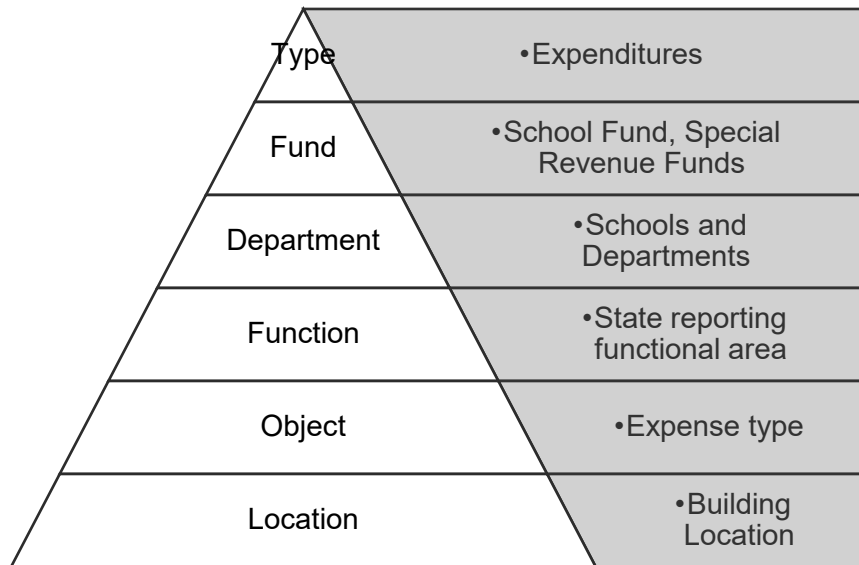 Type
•Expenditures
Fund
•School Fund, Special
Revenue Funds
Department
•Schools and
Departments
Function
•State reporting
functional area
Object
•Expense type
Location
•Building
Location